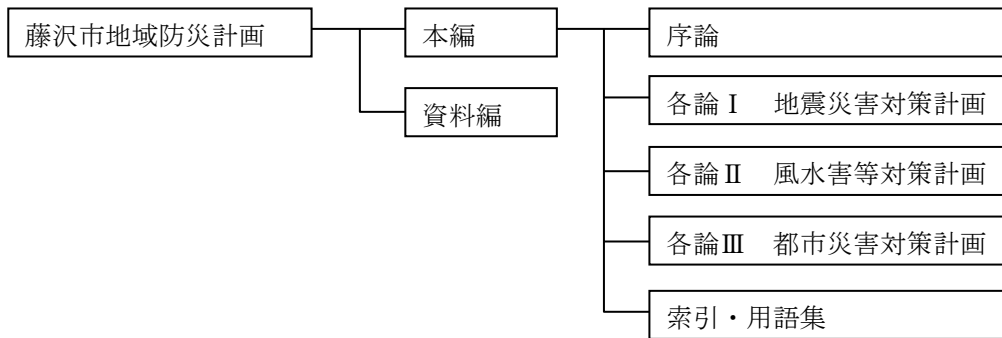 藤沢市地域防災計画
本編
序論
各論Ⅰ　地震災害対策計画
資料編
各論Ⅱ　風水害等対策計画
各論Ⅲ　都市災害対策計画
索引・用語集